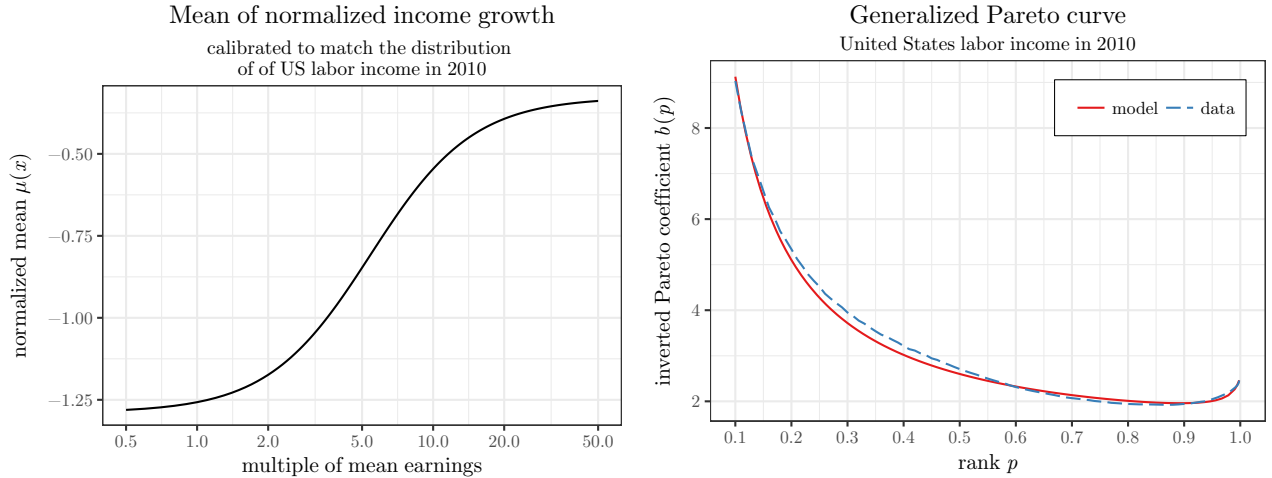 Mean of normalized income growth
calibrated to match the distribution
of of US labor income in 2010
normalized mean μ(x)
−0.50
−0.75
−1.00
−1.25
0.5 1.0 2.0 5.0 10.0 20.0 50.0
multiple of mean earnings
Generalized Pareto curve
United States labor income in 2010
inverted Pareto coefficient b(p)
model data
8
6
4
2
0.1 0.2 0.3 0.4 0.5 0.6 0.7 0.8 0.9 1.0
rank p